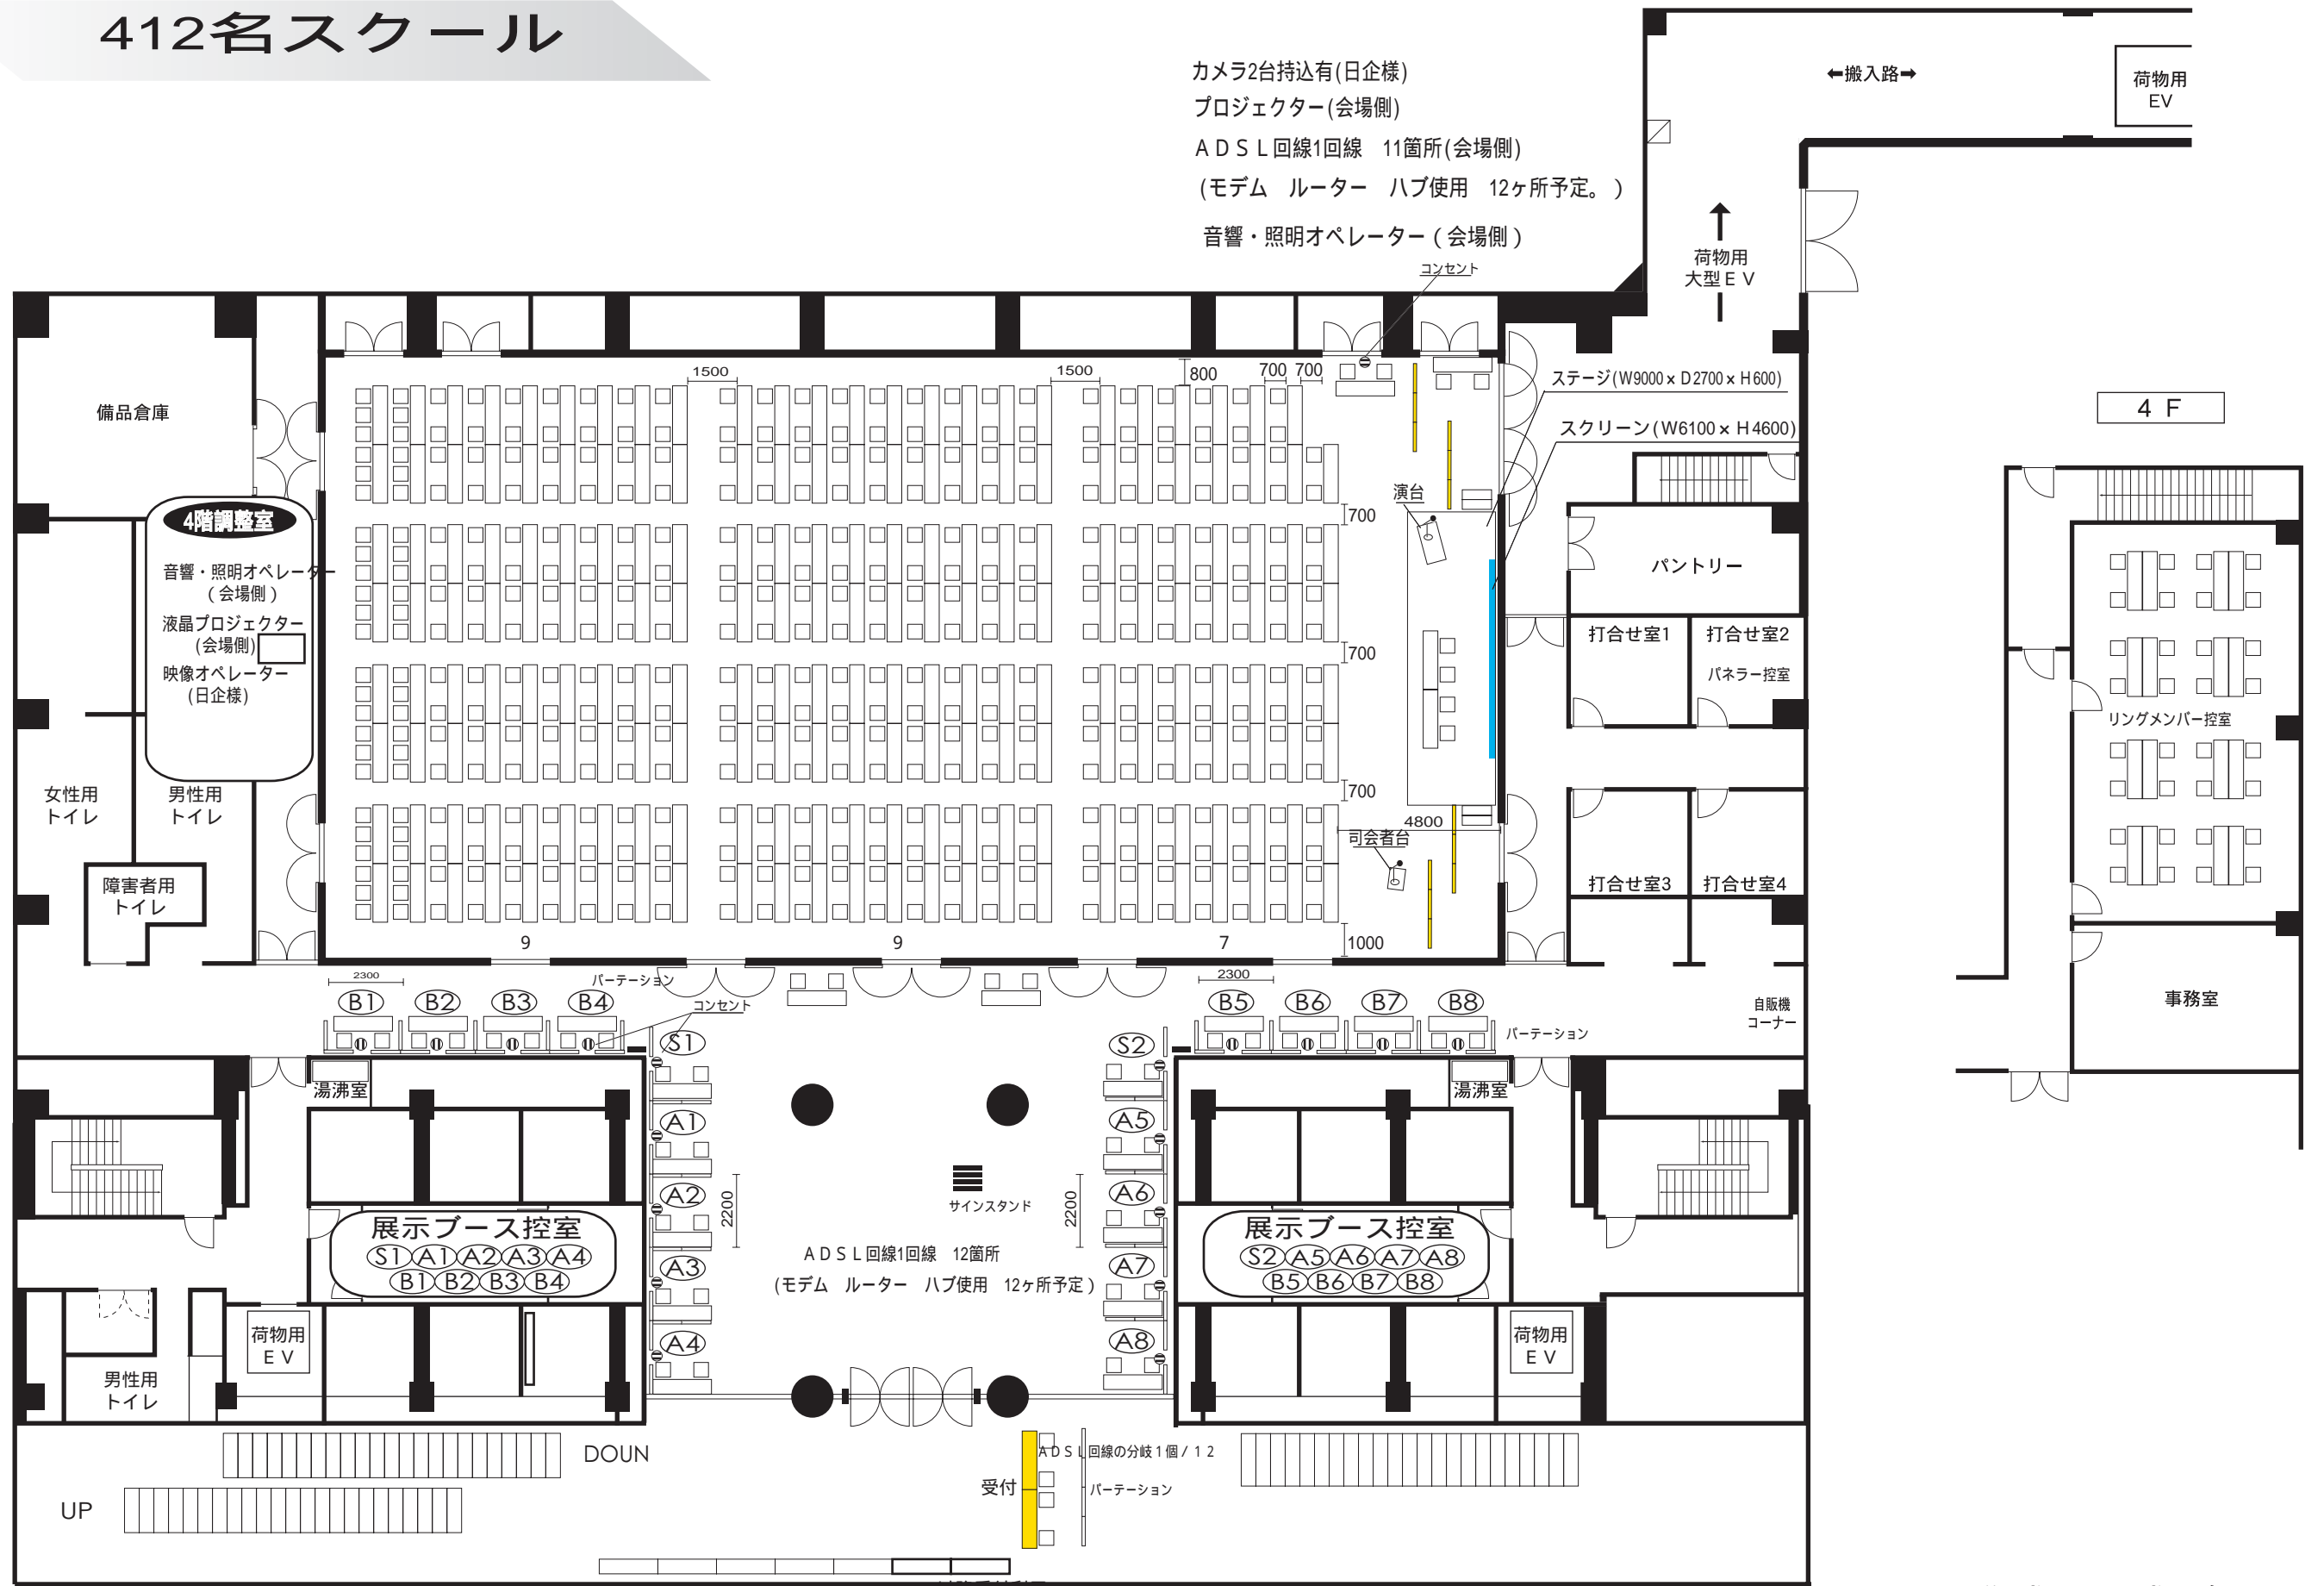 412名スクール
カメラ2台持込有(日企様)
プロジェクター(会場側)
ＡＤＳＬ回線1回線　11箇所(会場側)
(モデム　ルーター　ハブ使用　12ヶ所予定。)
音響・照明オペレーター（会場側）
コンセント
←搬入路→
荷物用
EV
荷物用
大型ＥＶ
1500
1500
800
700
700
ステージ(W9000×D2700×H600)
スクリーン(W6100×H4600)
備品倉庫
4F
演台
700
4階調整室
音響・照明オペレーター
（会場側）
液晶プロジェクター
(会場側)
映像オペレーター
(日企様)
パントリー
打合せ室1
打合せ室2
パネラー控室
700
リングメンバー控室
女性用
トイレ
男性用
トイレ
700
4800
司会者台
障害者用
トイレ
打合せ室3
打合せ室4
9
9
7
1000
2300
パーテーション
2300
コンセント
B1
B2
B3
B4
B5
B6
B7
B8
パーテーション
自販機
コーナー
事務室
S1
S2
湯沸室
湯沸室
A1
A5
A2
A6
2200
2200
サインスタンド
展示ブース控室
S1 A1 A2 A3 A4
B1 B2 B3 B4
展示ブース控室
S2 A5 A6 A7 A8
B5 B6 B7 B8
ＡＤＳＬ回線1回線　12箇所
(モデム　ルーター　ハブ使用　12ヶ所予定)
A3
A7
A4
A8
荷物用
ＥＶ
荷物用
ＥＶ
男性用
トイレ
DOUN
ＡＤＳＬ回線の分岐１個/１２
受付
パーテーション
UP